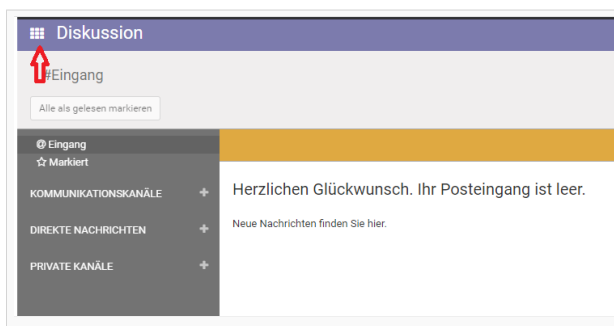 Diskussion
#Eingang
Alle als gelesen markieren
@ Eingang
Markiert
KOMMUNIKATIONSKANÄLE +
DIREKTE NACHRICHTEN +
PRIVATE KANÄLE +
Herzlichen Glückwunsch. Ihr Posteingang ist leer.
Neue Nachrichten finden Sie hier.